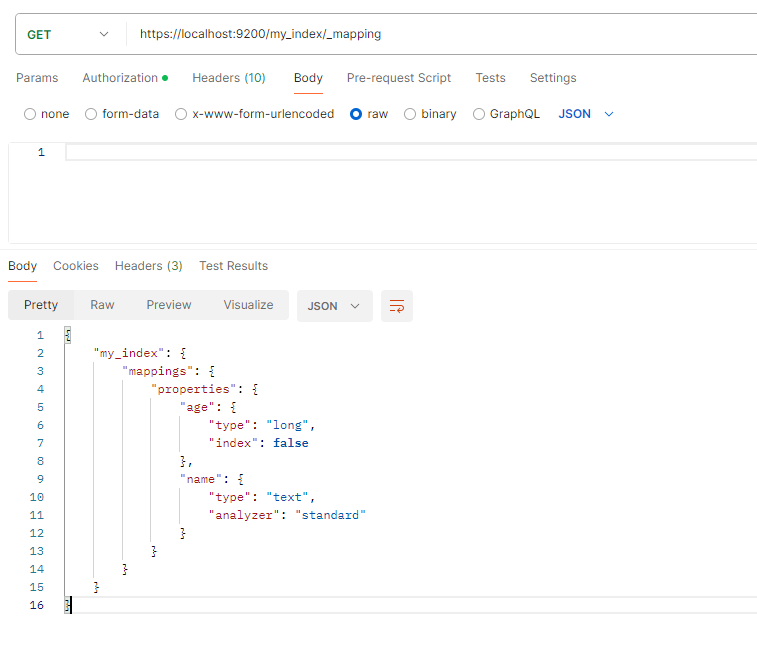 GET https://localhost:9200/my_index/_mapping
Params Authorization Headers (10) Body Pre-request Script Tests Settings
none form-data x-www-form-urlencoded raw binary GraphQL JSON
1
Body Cookies Headers (3) Test Results
Pretty Raw Preview Visualize JSON
1 {
2 "my_index": {
3 "mappings": {
4 "properties": {
5 "age": {
6 "type": "long",
7 "index": false
8 },
9 "name": {
10 "type": "text",
11 "analyzer": "standard"
12 }
13 }
14 }
15 }
16 }